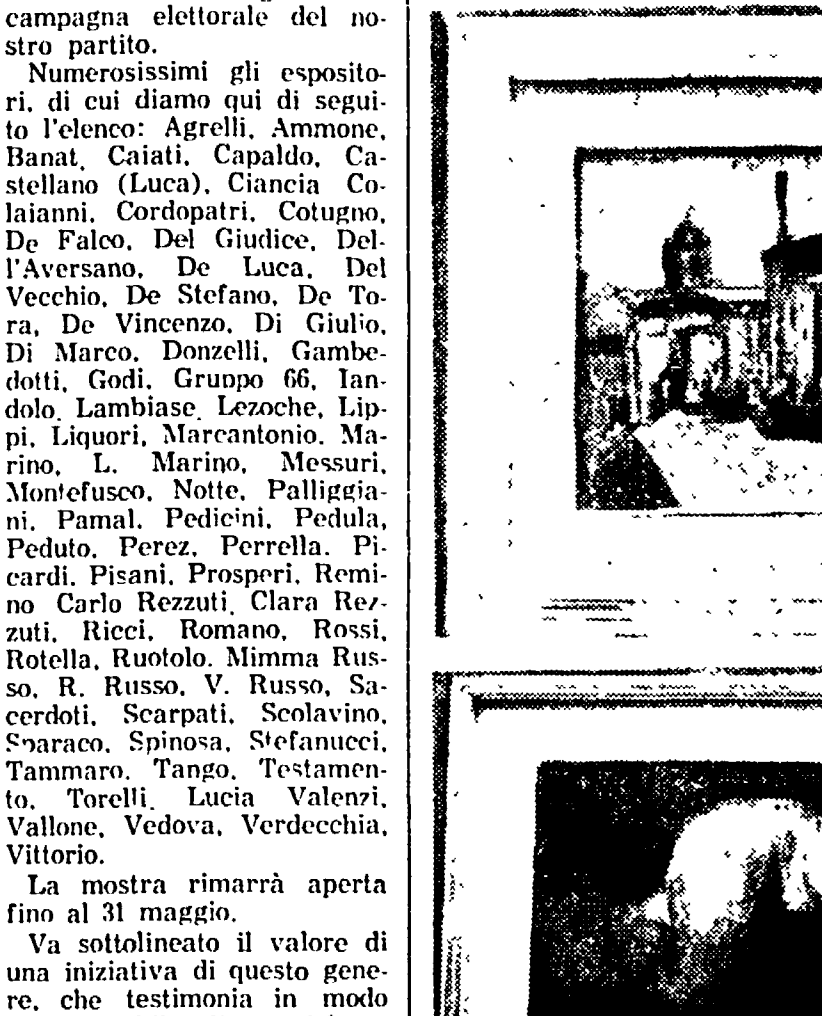 campagna elettorale del no-
stro partito.
Numerosissimi gli esposito-
ri, di cui diamo qui di segui-
to l'elenco: Agrelli, Ammone,
Banat, Caiati, Capaldo, Ca-
stellano (Luca), Ciancia Co-
laianni, Cordopatri, Cotugno,
De Falco, Del Giudice, Del-
l'Aversano, De Luca, Del
Vecchio, De Stefano, De To-
ra, De Vincenzo, Di Giulio,
Di Marco, Donzelli, Gambe-
dotti, Godi, Gruppo 66, Ian-
dolo, Lambiase, Lezoche, Lip-
pi, Liquori, Marcantonio, Ma-
rino, L. Marino, Messuri,
Montefusco, Notte, Palliggia-
ni, Pamal, Pedicini, Pedula,
Peduto, Perez, Perrella, Pi-
cardi, Pisani, Prosperi, Remi-
no Carlo Rezzuti, Clara Rez-
zuti, Ricci, Romano, Rossi,
Rotella, Ruotolo, Mimma Rus-
so, R. Russo, V. Russo, Sa-
cerdoti, Scarpati, Scolavino,
Sparaco, Spinosa, Stefanucci,
Tammaro, Tango, Testamen-
to, Torelli, Lucia Valenzi,
Vallone, Vedova, Verdecchia,
Vittorio.
La mostra rimarrà aperta
fino al 31 maggio.
Va sottolineato il valore di
una iniziativa di questo gene-
re, che testimonia in modo